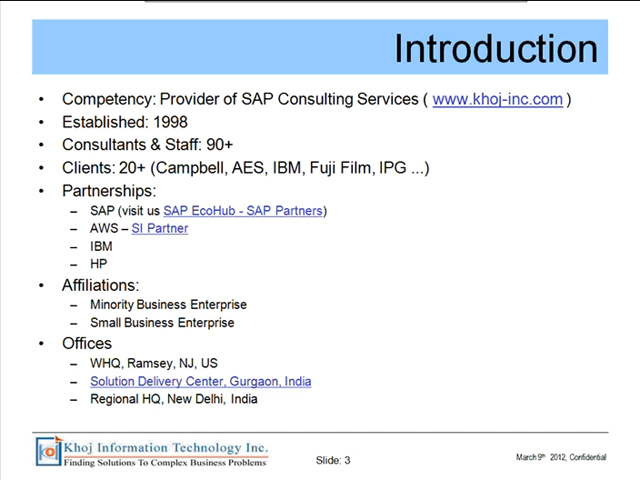 Introduction
• Competency: Provider of SAP Consulting Services ( www.khoj-inc.com )
• Established: 1998
• Consultants & Staff: 90+
• Clients: 20+ (Campbell, AES, IBM, Fuji Film, IPG ...)
• Partnerships:
– SAP (visit us SAP EcoHub - SAP Partners)
– AWS – SI Partner
– IBM
– HP
• Affiliations:
– Minority Business Enterprise
– Small Business Enterprise
• Offices
– WHQ, Ramsey, NJ, US
– Solution Delivery Center, Gurgaon, India
– Regional HQ, New Delhi, India
Khoj Information Technology Inc.
Finding Solutions To Complex Business Problems
Slide: 3
March 9th 2012, Confidential